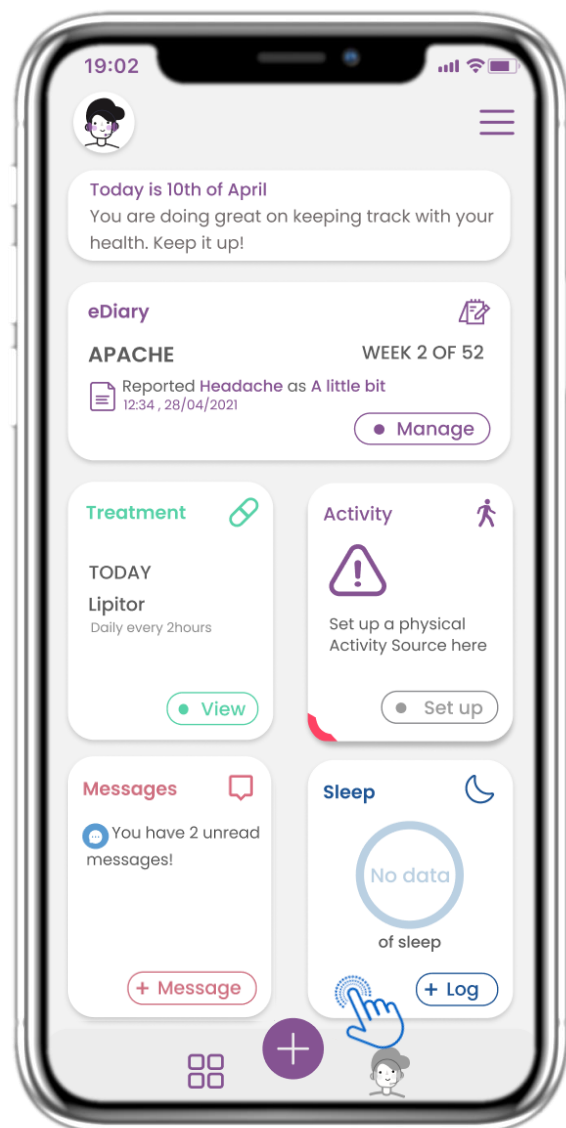 19:02
Today is 10th of April
You are doing great on keeping track with your
health. Keep it up!
eDiary
APACHE
WEEK 2 OF 52
Reported Headache as A little bit
12:34 , 28/04/2021
Manage
Treatment
TODAY
Lipitor
Daily every 2hours
View
Activity
Set up a physical
Activity Source here
Set up
Messages
You have 2 unread
messages!
+ Message
Sleep
No data
of sleep
+ Log